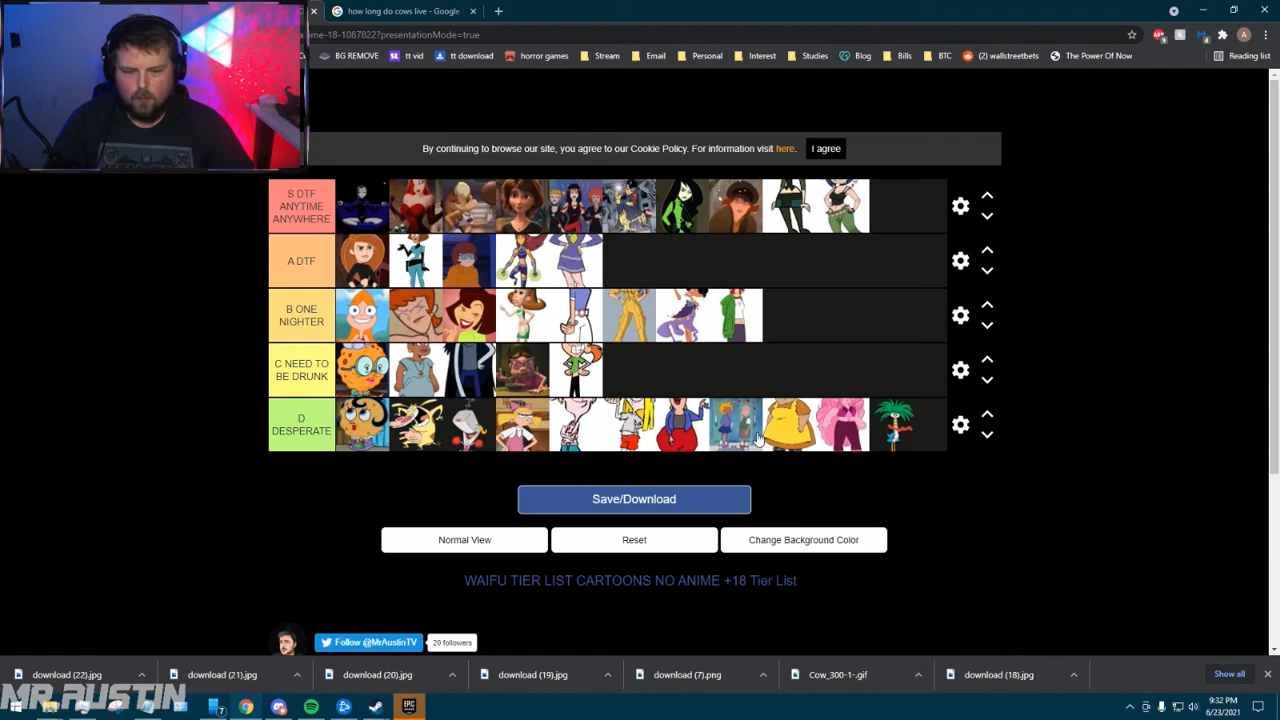 how long do cows live - Google
ime-18-1087822?presentationMode=true
BG REMOVE
tt vid
tt download
horror games
Stream
Email
Personal
Interest
Studies
Blog
Bills
BTC
(2) wallstreetbets
The Power Of Now
Reading list
By continuing to browse our site, you agree to our Cookie Policy. For information visit here. I agree
S DTF
ANYTIME
ANYWHERE
A DTF
B ONE
NIGHTER
C NEED TO
BE DRUNK
D
DESPERATE
Save/Download
Normal View
Reset
Change Background Color
WAIFU TIER LIST CARTOONS NO ANIME +18 Tier List
Follow @MrAustinTV
20 followers
download (22).jpg
download (21).jpg
download (20).jpg
download (19).jpg
download (7).png
Cow_300-1-.gif
download (18).jpg
Show all
MR.AUSTIN
9:32 PM
6/23/2021